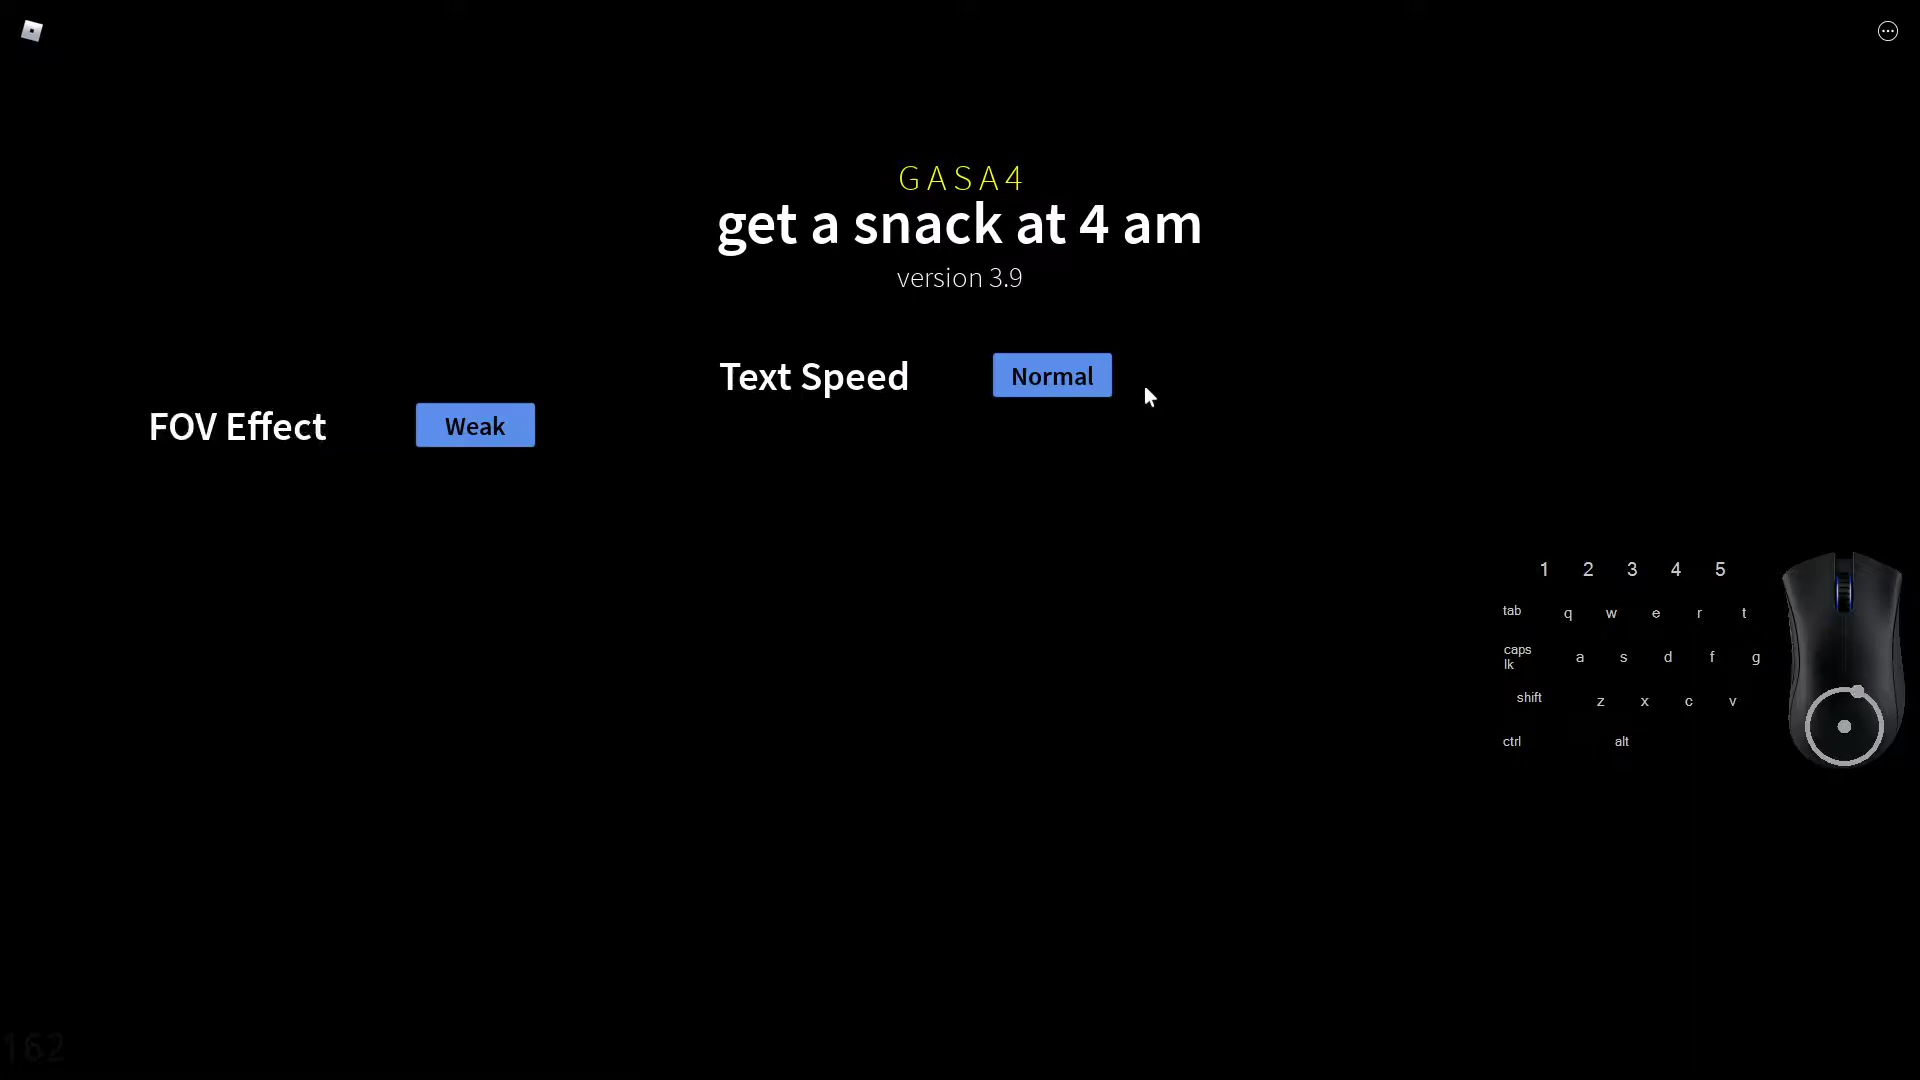 GASA4
get a snack at 4 am
version 3.9
Text Speed Normal
FOV Effect Weak
1 2 3 4 5
tab q w e r t
caps lk a s d f g
shift z x c v
ctrl alt
162